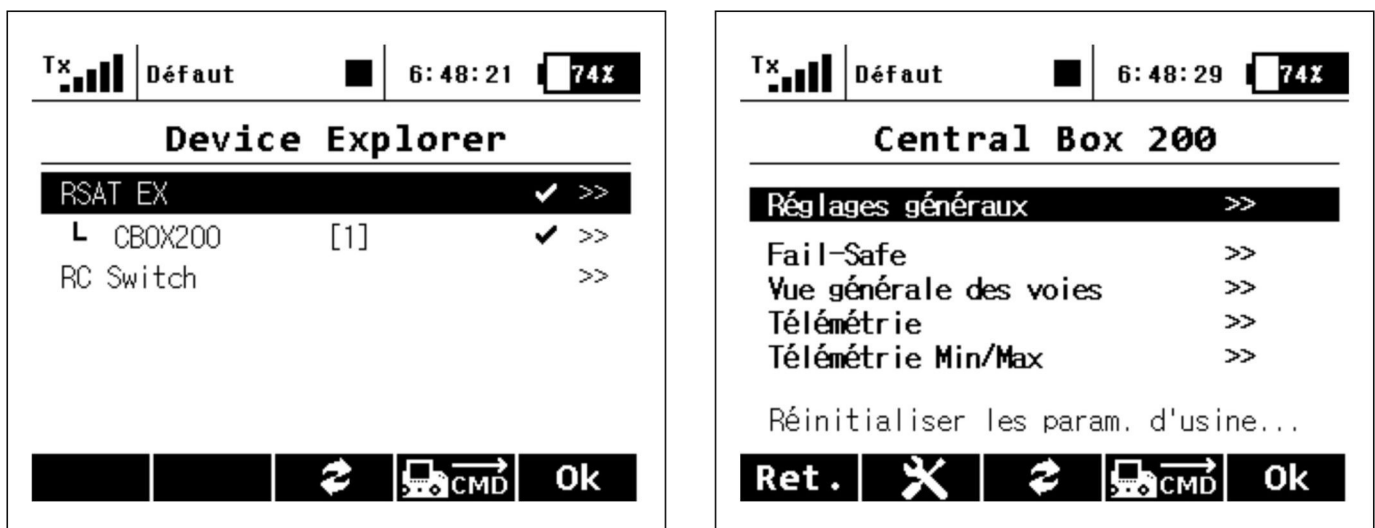 Tx Défaut 6:48:21 74%
Device Explorer
RSAT EX ✔ >>
┗ CBOX200 [1] ✔ >>
RC Switch >>
CMD Ok
Tx Défaut 6:48:29 74%
Central Box 200
Réglages généraux >>
Fail-Safe >>
Vue générale des voies >>
Télémétrie >>
Télémétrie Min/Max >>
Réinitialiser les param. d'usine...
Ret. CMD Ok